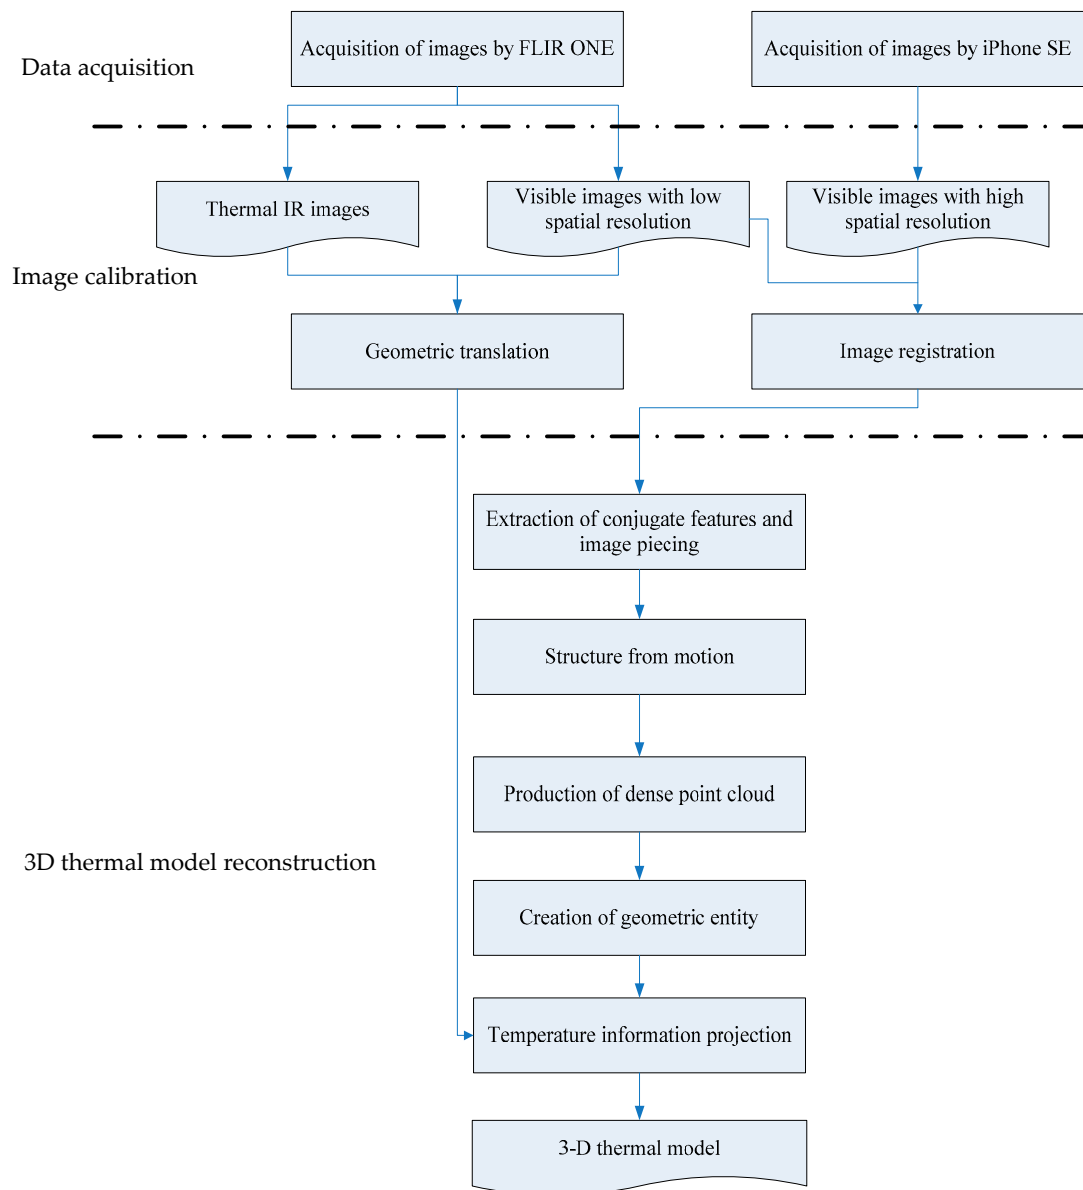 Acquisition of images by FLIR ONE
Acquisition of images by iPhone SE
Data acquisition
Thermal IR images
Visible images with low
spatial resolution
Visible images with high
spatial resolution
Image calibration
Geometric translation
Image registration
Extraction of conjugate features and
image piecing
Structure from motion
Production of dense point cloud
3D thermal model reconstruction
Creation of geometric entity
Temperature information projection
3-D thermal model